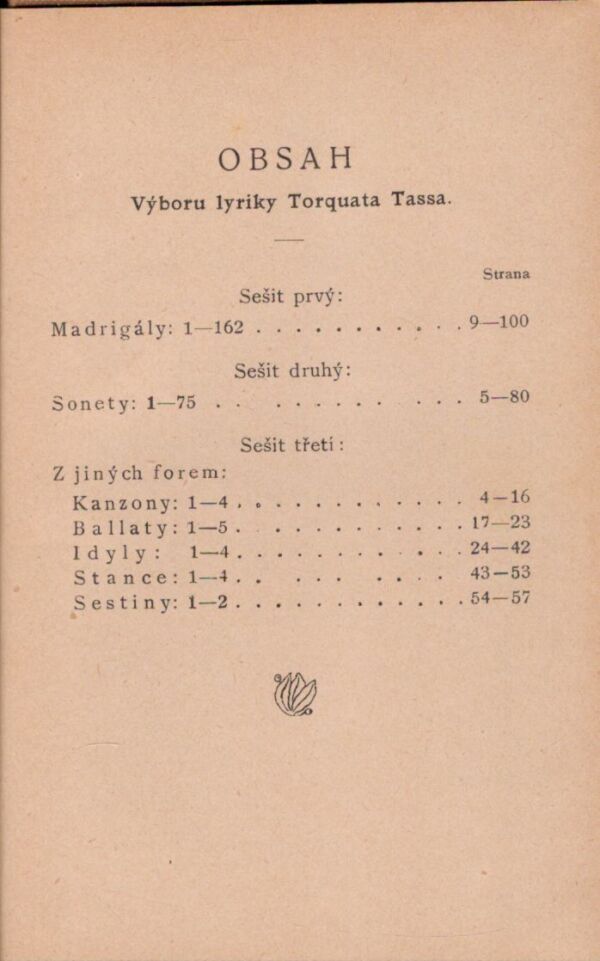 OBSAH
Výboru lyriky Torquata Tassa.
Strana
Sešit prvý:
Madrigály: 1—162 . . . . . . . . . . . 9—100
Sešit druhý:
Sonety: 1—75 . . . . . . . . . . . 5—80
Sešit třetí:
Z jiných forem:
Kanzony: 1—4 . . . . . . . . . . . . 4—16
Ballaty: 1—5 . . . . . . . . . . . . 17—23
Idyly: 1—4 . . . . . . . . . . . . 24—42
Stance: 1—4 . . . . . . . . . 43—53
Sestiny: 1—2 . . . . . . . . . . . . 54—57